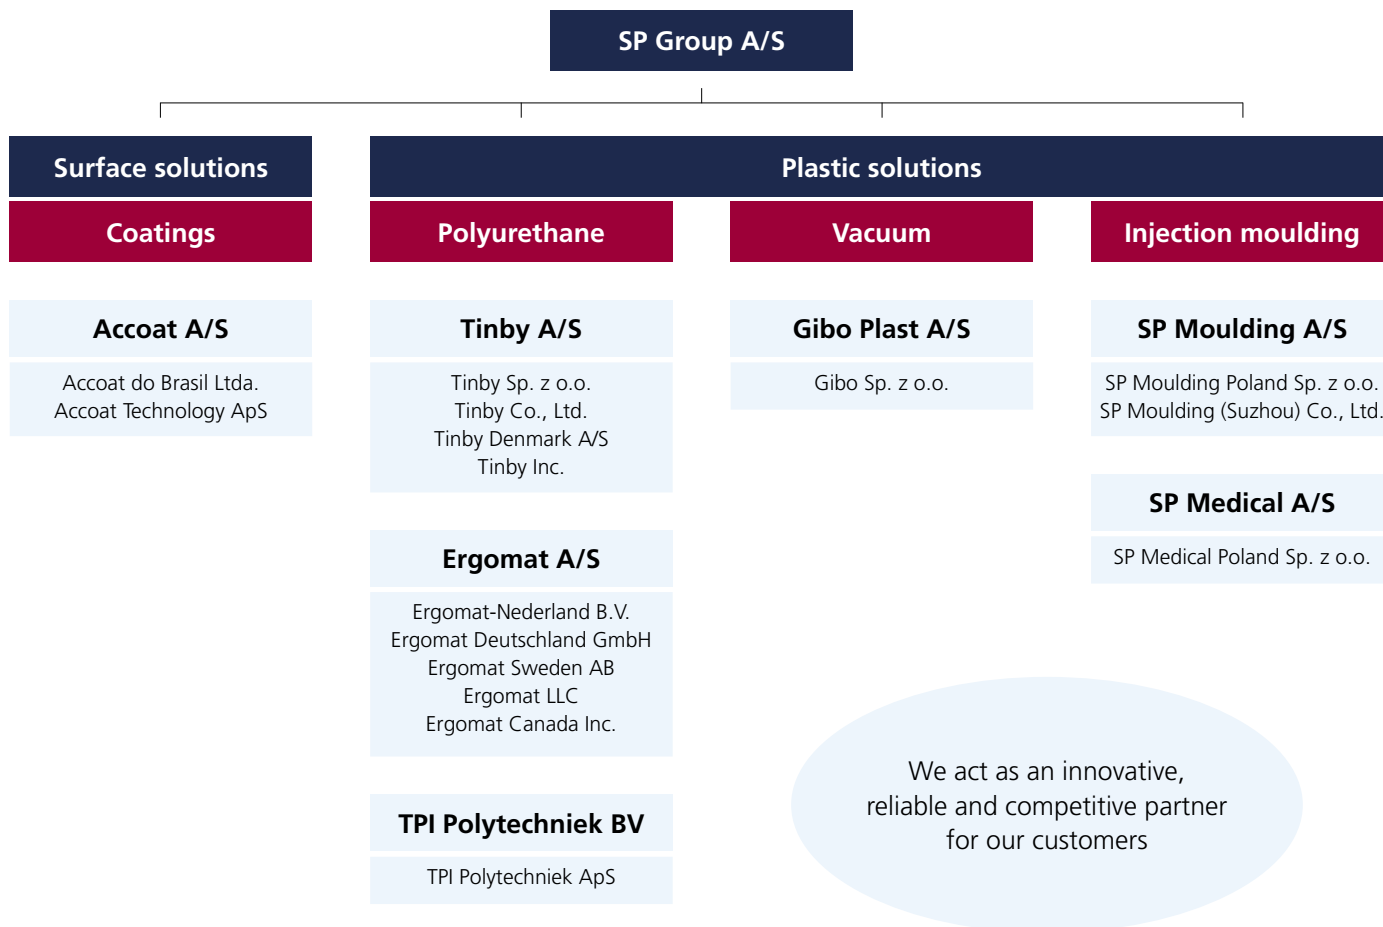 SP Group A/S
Surface solutions
Plastic solutions
Coatings
Polyurethane
Vacuum
Injection moulding
Accoat A/S
Accoat do Brasil Ltda.
Accoat Technology ApS
Tinby A/S
Tinby Sp. z o.o.
Tinby Co., Ltd.
Tinby Denmark A/S
Tinby Inc.
Ergomat A/S
Ergomat-Nederland B.V.
Ergomat Deutschland GmbH
Ergomat Sweden AB
Ergomat LLC
Ergomat Canada Inc.
TPI Polytechniek BV
TPI Polytechniek ApS
Gibo Plast A/S
Gibo Sp. z o.o.
SP Moulding A/S
SP Moulding Poland Sp. z o.o.
SP Moulding (Suzhou) Co., Ltd.
SP Medical A/S
SP Medical Poland Sp. z o.o.
We act as an innovative,
reliable and competitive partner
for our customers